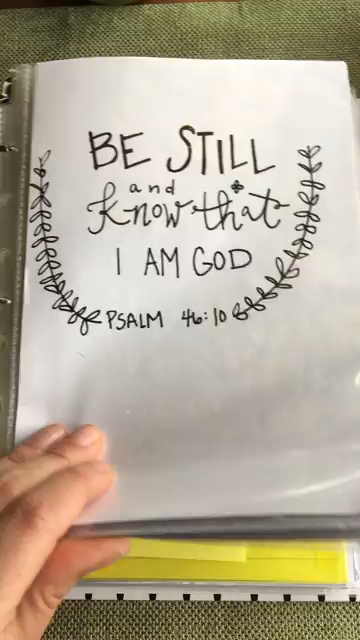 BE STILL
and
know that
I AM GOD
PSALM 46:10